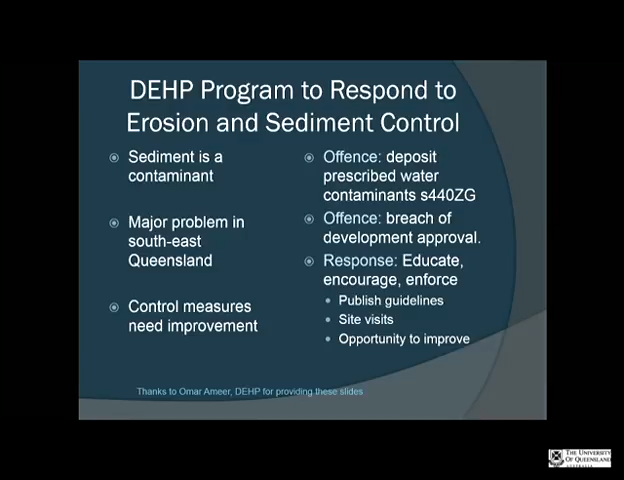 DEHP Program to Respond to
Erosion and Sediment Control
Sediment is a
contaminant
Major problem in
south-east
Queensland
Control measures
need improvement
Offence: deposit
prescribed water
contaminants s440ZG
Offence: breach of
development approval.
Response: Educate,
encourage, enforce
Publish guidelines
Site visits
Opportunity to improve
Thanks to Omar Ameer, DEHP for providing these slides
THE UNIVERSITY
OF QUEENSLAND
AUSTRALIA